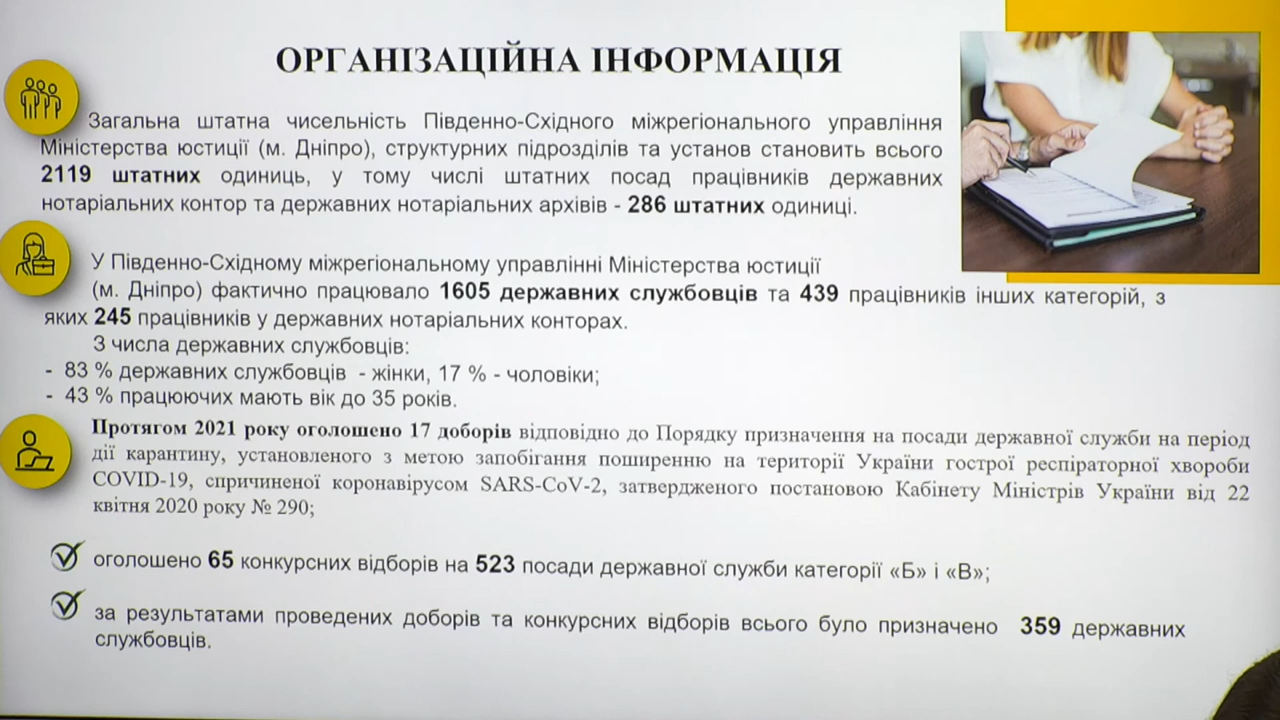 ОРГАНІЗАЦІЙНА ІНФОРМАЦІЯ
Загальна штатна чисельність Південно-Східного міжрегіонального управління
Міністерства юстиції (м. Дніпро), структурних підрозділів та установ становить всього
2119 штатних одиниць, у тому числі штатних посад працівників державних
нотаріальних контор та державних нотаріальних архівів - 286 штатних одиниці.
У Південно-Східному міжрегіональному управлінні Міністерства юстиції
(м. Дніпро) фактично працювало 1605 державних службовців та 439 працівників інших категорій, з
яких 245 працівників у державних нотаріальних конторах.
З числа державних службовців:
- 83 % державних службовців - жінки, 17 % - чоловіки;
- 43 % працюючих мають вік до 35 років.
Протягом 2021 року оголошено 17 доборів відповідно до Порядку призначення на посади державної служби на період
дії карантину, установленого з метою запобігання поширенню на території України гострої респіраторної хвороби
COVID-19, спричиненої коронавірусом SARS-CoV-2, затвердженого постановою Кабінету Міністрів України від 22
квітня 2020 року № 290;
оголошено 65 конкурсних відборів на 523 посади державної служби категорії «Б» і «В»;
за результатами проведених доборів та конкурсних відборів всього було призначено 359 державних
службовців.